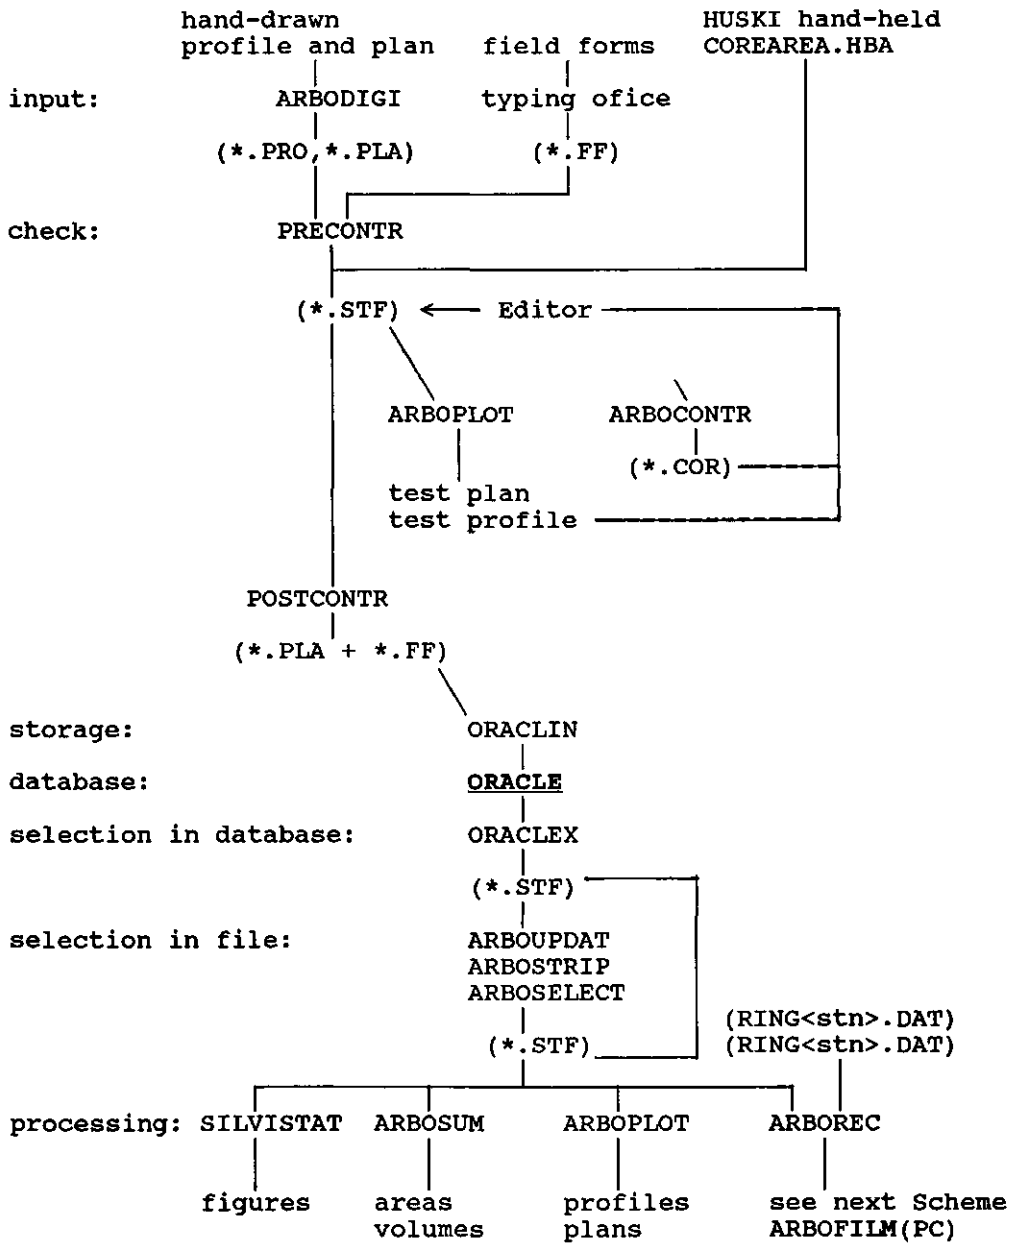 hand-drawn HUSKI hand-held
profile and plan field forms COREAREA.HBA
input: ARBODIGI typing ofice
(*.PRO,*.PLA) (*.FF)
check: PRECONTR
(*.STF) ← Editor
ARBOPLOT ARBOCONTR
(*.COR)
test plan
test profile
POSTCONTR
(*.PLA + *.FF)
storage: ORACLIN
database: ORACLE
selection in database: ORACLEX
(*.STF)
selection in file: ARBOUPDAT
ARBOSTRIP
ARBOSELECT
(RING<stn>.DAT)
(*.STF) (RING<stn>.DAT)
processing: SILVISTAT ARBOSUM ARBOPLOT ARBOREC
figures areas profiles see next Scheme
volumes plans ARBOFILM(PC)